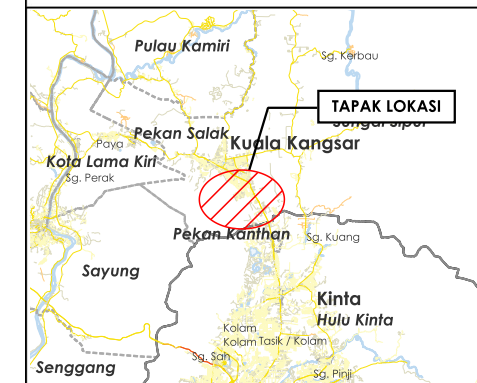 Pulau Kamiri
Sg. Kerbau
TAPAK LOKASI
Sungai Siput
Pekan Salak
Kuala Kangsar
Paya
Kota Lama Kiri
Sg. Perak
Pekan Kanthan
Sg. Kuang
Sayung
Kinta
Hulu Kinta
Kolam
Kolam
Tasik / Kolam
Sg. Sah
Senggang
Sg. Pinji